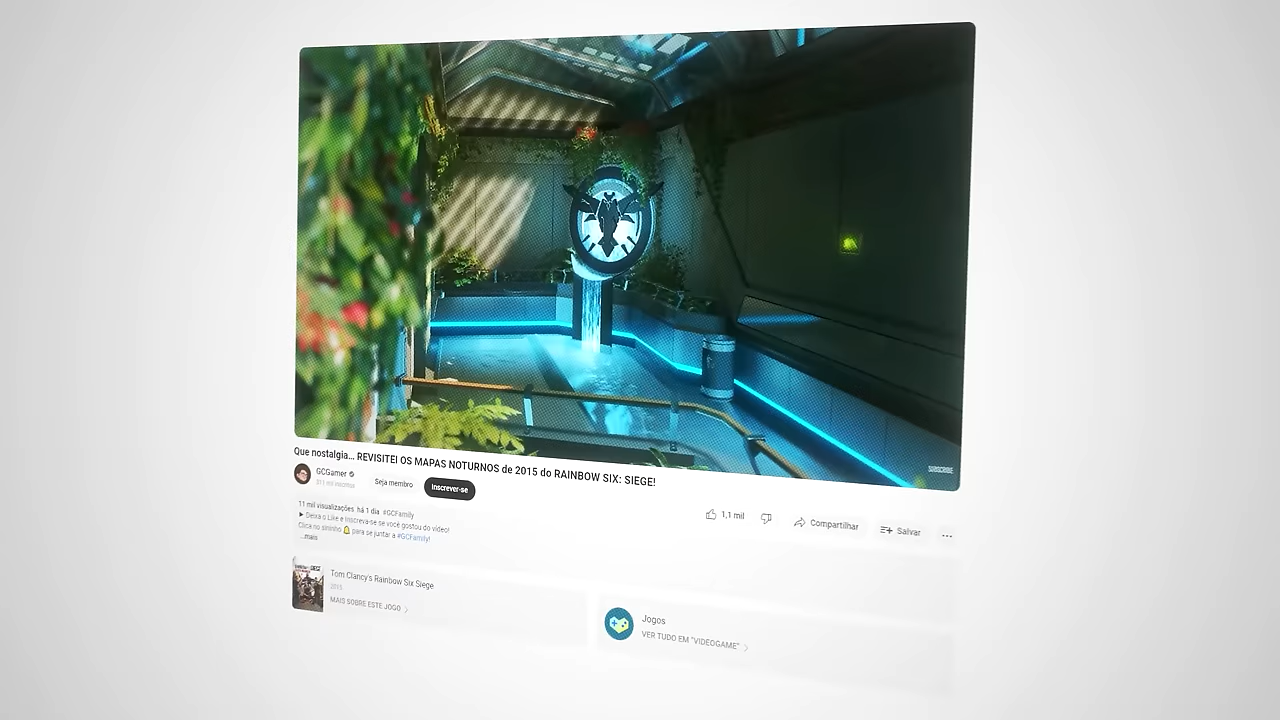 SUBSCRIBE
Que nostalgia... REVISITEI OS MAPAS NOTURNOS de 2015 do RAINBOW SIX: SIEGE!
GCGamer
311 mil inscritos
Seja membro
Inscrever-se
1,1 mil
Compartilhar
Salvar
11 mil visualizações há 1 dia #GCFamily
► Deixa o Like e Inscreva-se se você gostou do vídeo!
Clica no sininho 🔔 para se juntar a #GCFamily!
...mais
Tom Clancy's Rainbow Six Siege
2015
MAIS SOBRE ESTE JOGO
Jogos
VER TUDO EM "VIDEOGAME"